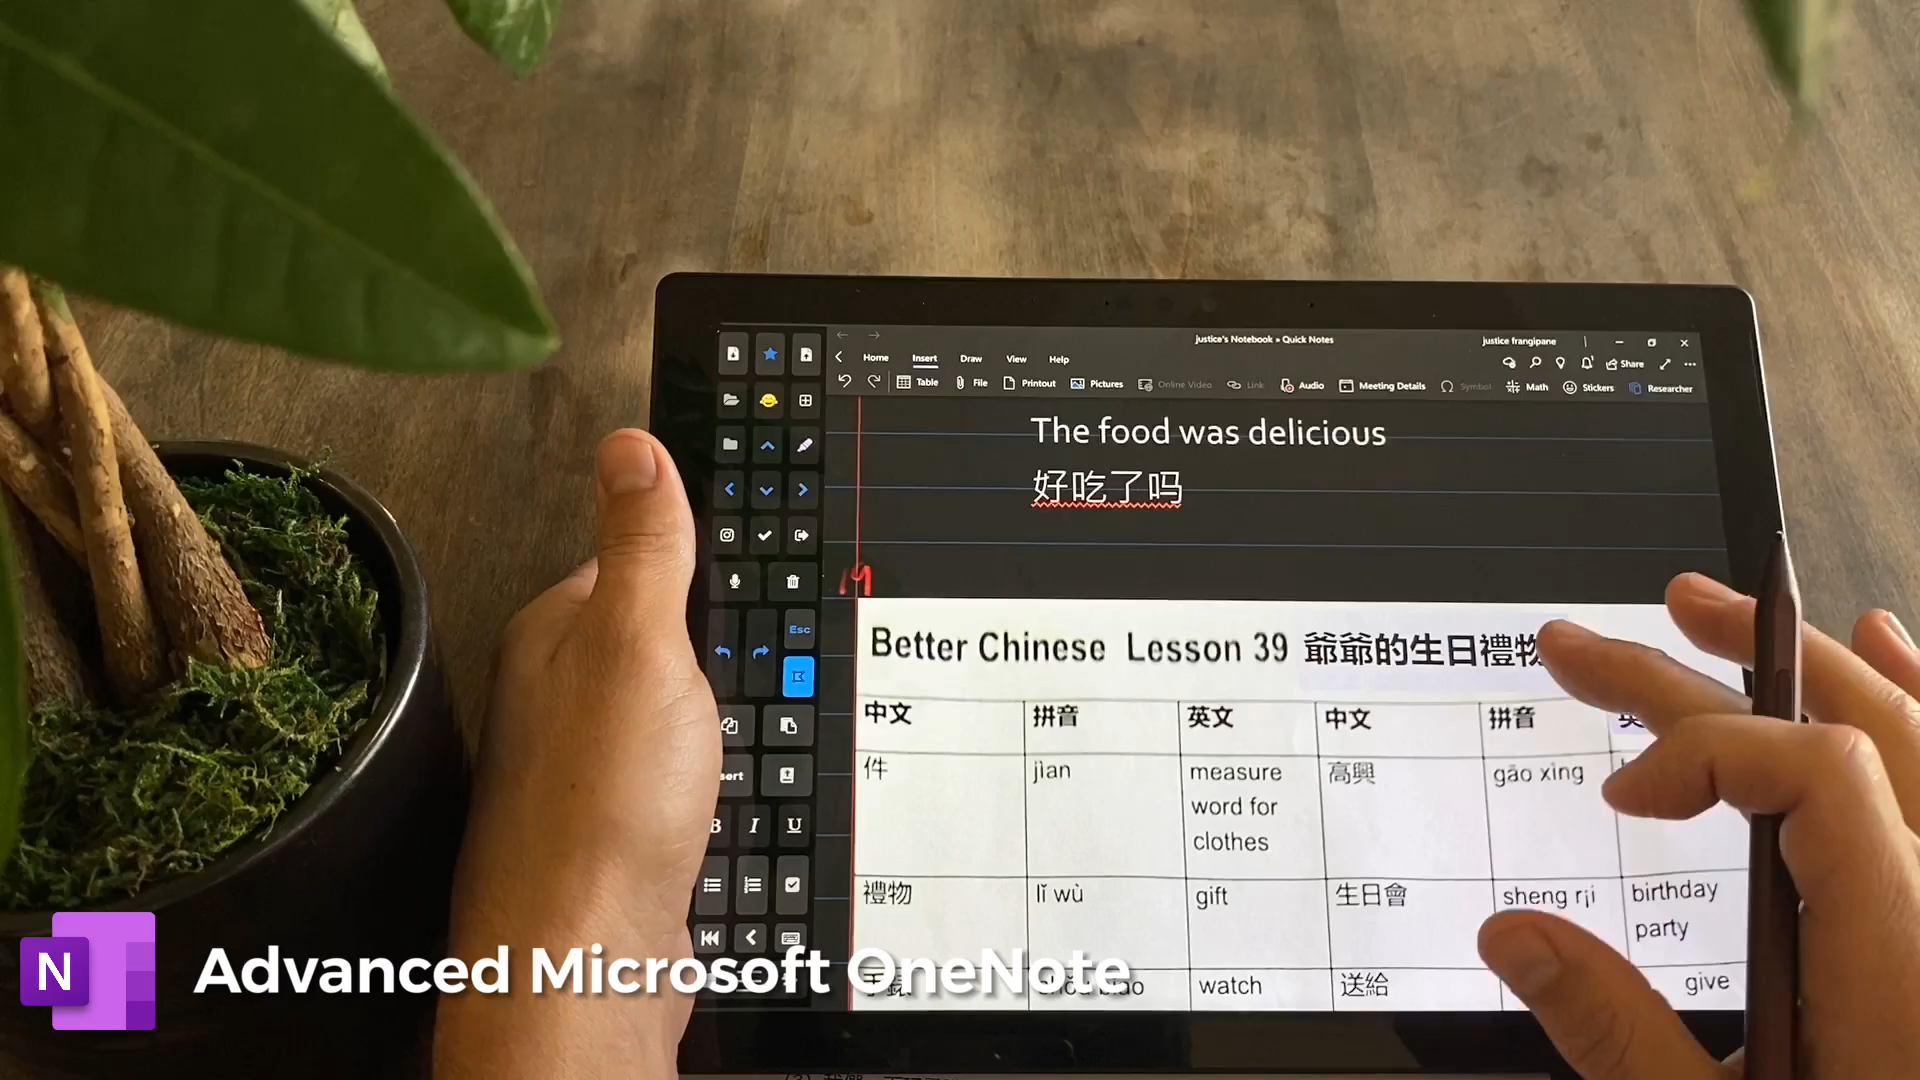 justice's Notebook » Quick Notes
justice frangipane
Home Insert Draw View Help
Share
Table File Printout Pictures Online Video Link Audio Meeting Details Symbol Math Stickers Researcher
The food was delicious
好吃了吗
Better Chinese Lesson 39 爺爺的生日禮物
中文 拼音 英文 中文 拼音
件 jìan measure word for clothes 高興 gāo xìng
禮物 lǐ wù gift 生日會 sheng rįi birthday party
watch 送給 give
Esc
B I U
N
Advanced Microsoft OneNote